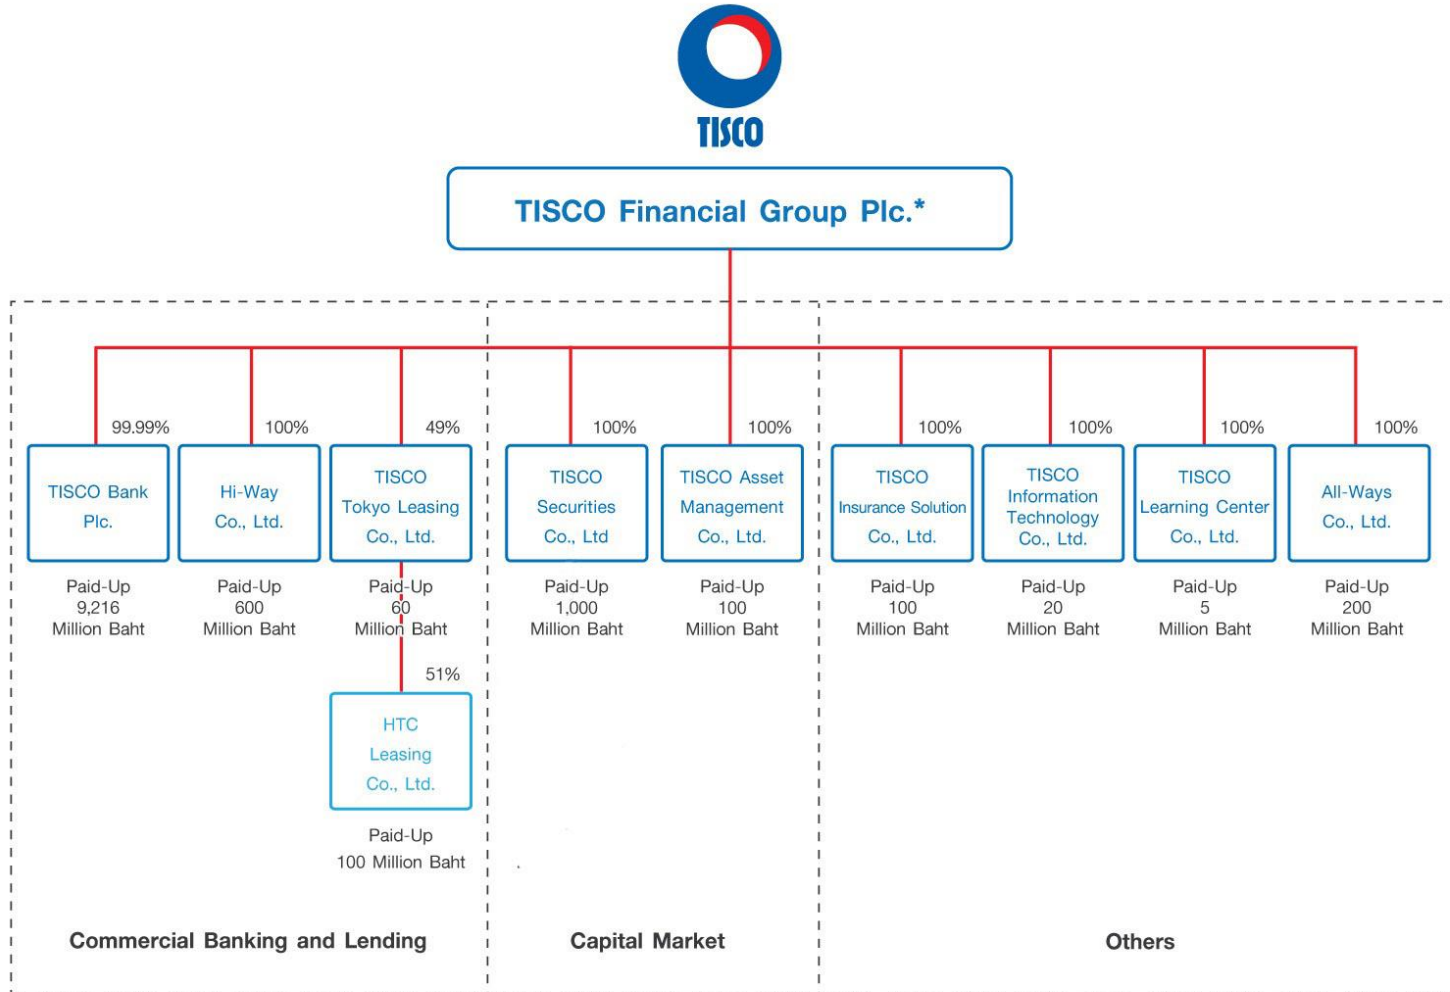 TISCO
TISCO Financial Group Plc.*
99.99%
100%
49%
100%
100%
100%
100%
100%
100%
TISCO Bank
Plc.
Hi-Way
Co., Ltd.
TISCO
Tokyo Leasing
Co., Ltd.
TISCO
Securities
Co., Ltd
TISCO Asset
Management
Co., Ltd.
TISCO
Insurance Solution
Co., Ltd.
TISCO
Information
Technology
Co., Ltd.
TISCO
Learning Center
Co., Ltd.
All-Ways
Co., Ltd.
Paid-Up
9,216
Million Baht
Paid-Up
600
Million Baht
Paid-Up
60
Million Baht
Paid-Up
1,000
Million Baht
Paid-Up
100
Million Baht
Paid-Up
100
Million Baht
Paid-Up
20
Million Baht
Paid-Up
5
Million Baht
Paid-Up
200
Million Baht
51%
HTC
Leasing
Co., Ltd.
Paid-Up
100 Million Baht
Commercial Banking and Lending
Capital Market
Others